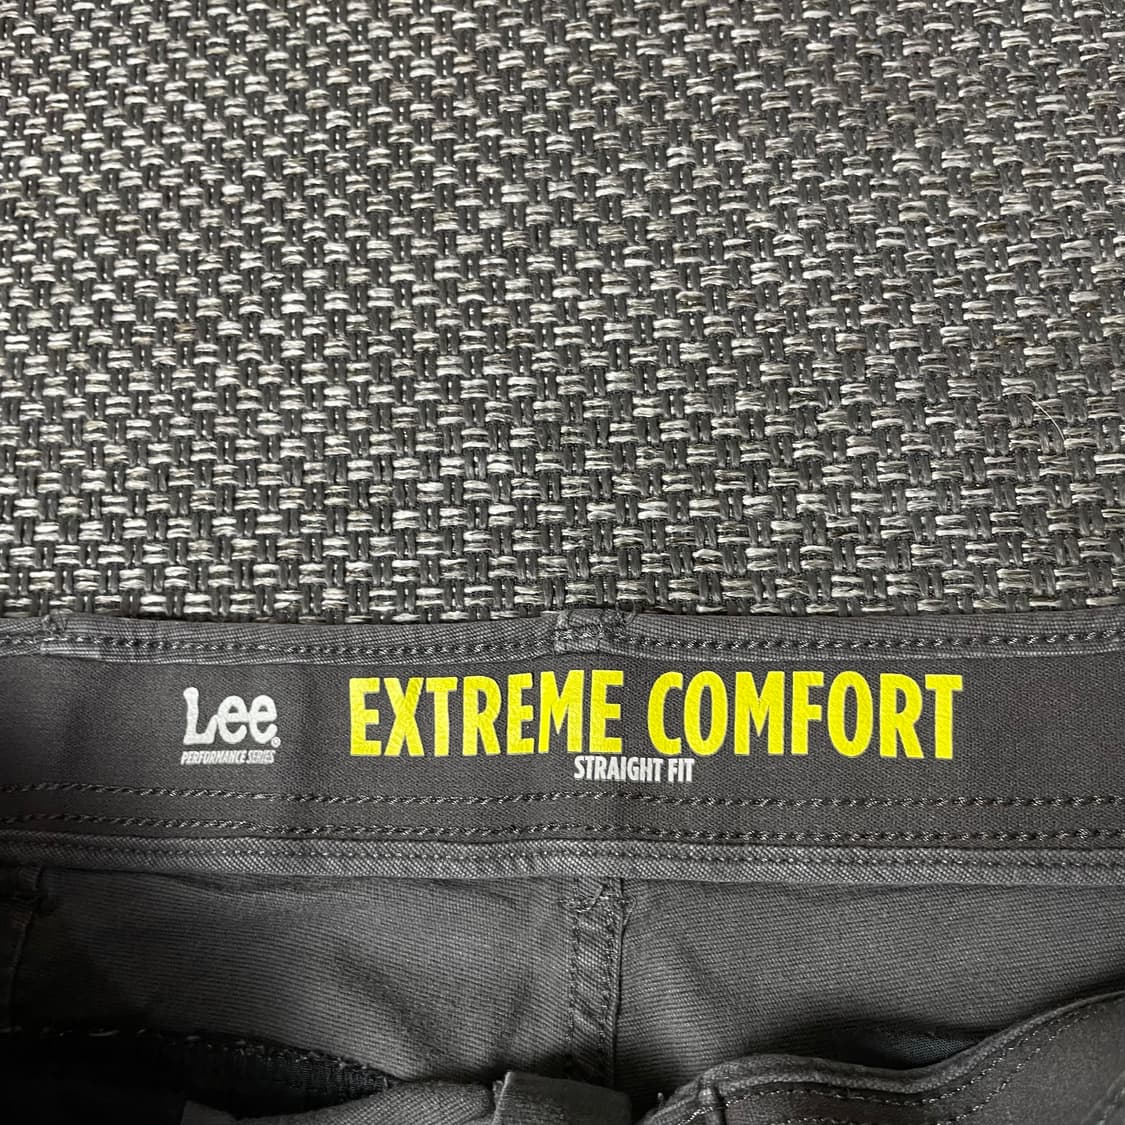 Lee®
PERFORMANCE SERIES
EXTREME COMFORT
STRAIGHT FIT